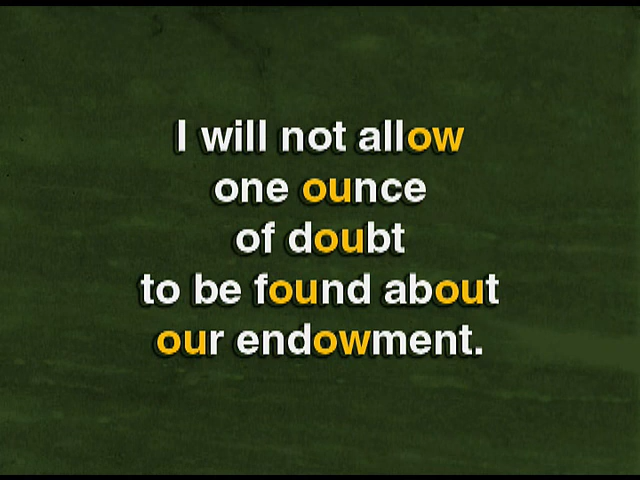 I will not allow
one ounce
of doubt
to be found about
our endowment.